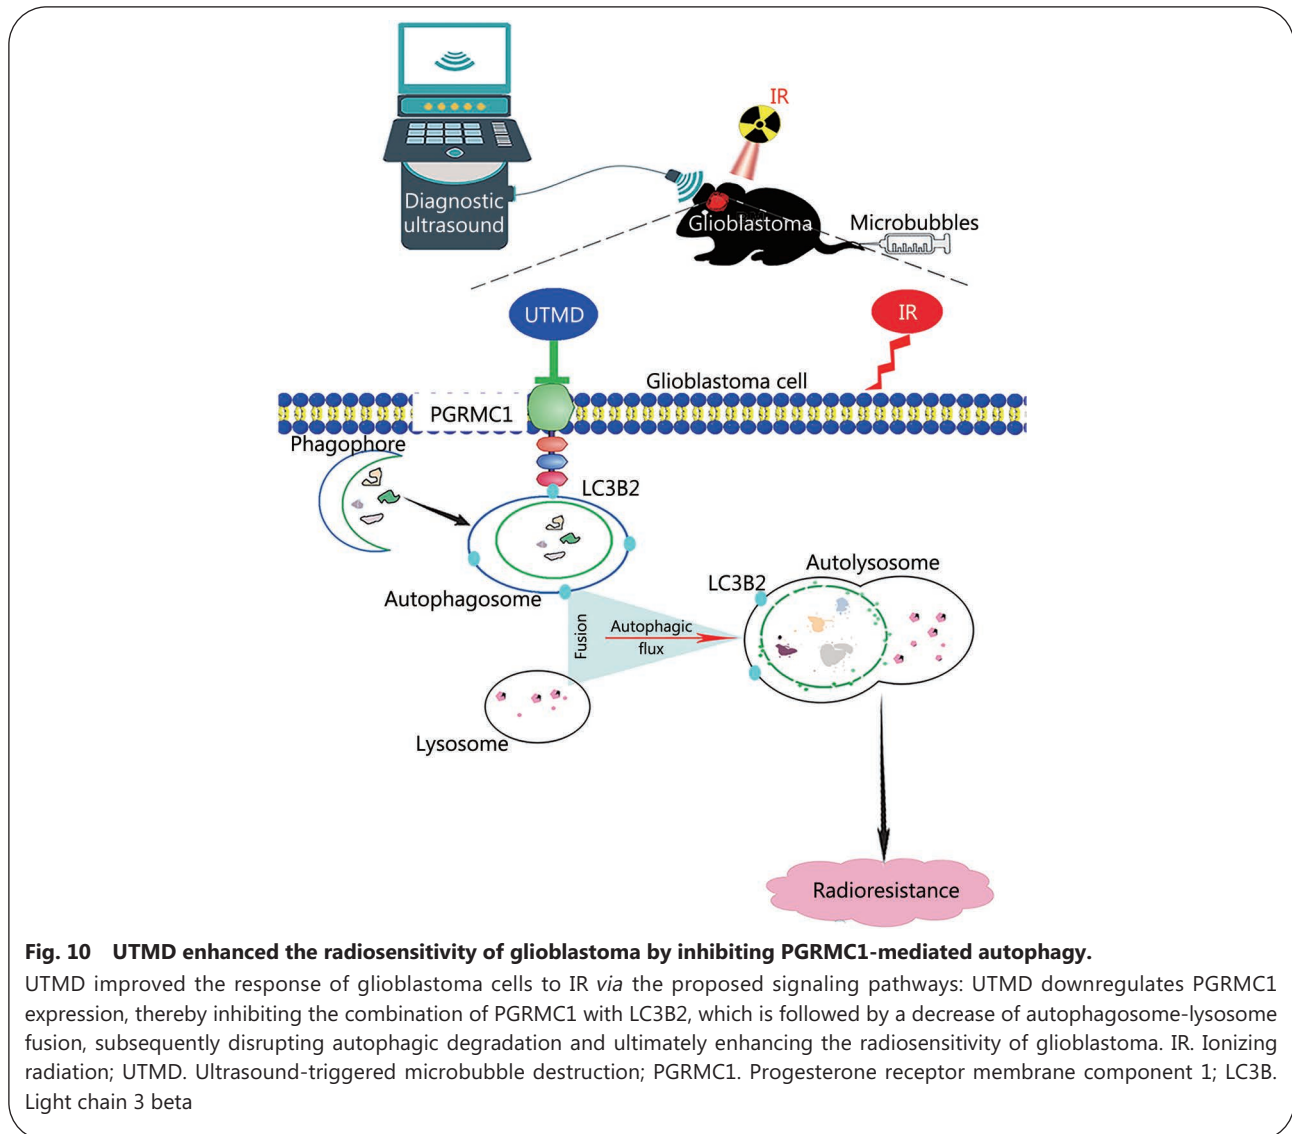 IR
Diagnostic
ultrasound
Glioblastoma
Microbubbles
UTMD
IR
Glioblastoma cell
PGRMC1
Phagophore
LC3B2
Autophagosome
Autolysosome
LC3B2
Fusion
Autophagic
flux
Lysosome
Radioresistance
Fig. 10 UTMD enhanced the radiosensitivity of glioblastoma by inhibiting PGRMC1-mediated autophagy.
UTMD improved the response of glioblastoma cells to IR via the proposed signaling pathways: UTMD downregulates PGRMC1
expression, thereby inhibiting the combination of PGRMC1 with LC3B2, which is followed by a decrease of autophagosome-lysosome
fusion, subsequently disrupting autophagic degradation and ultimately enhancing the radiosensitivity of glioblastoma. IR. Ionizing
radiation; UTMD. Ultrasound-triggered microbubble destruction; PGRMC1. Progesterone receptor membrane component 1; LC3B.
Light chain 3 beta